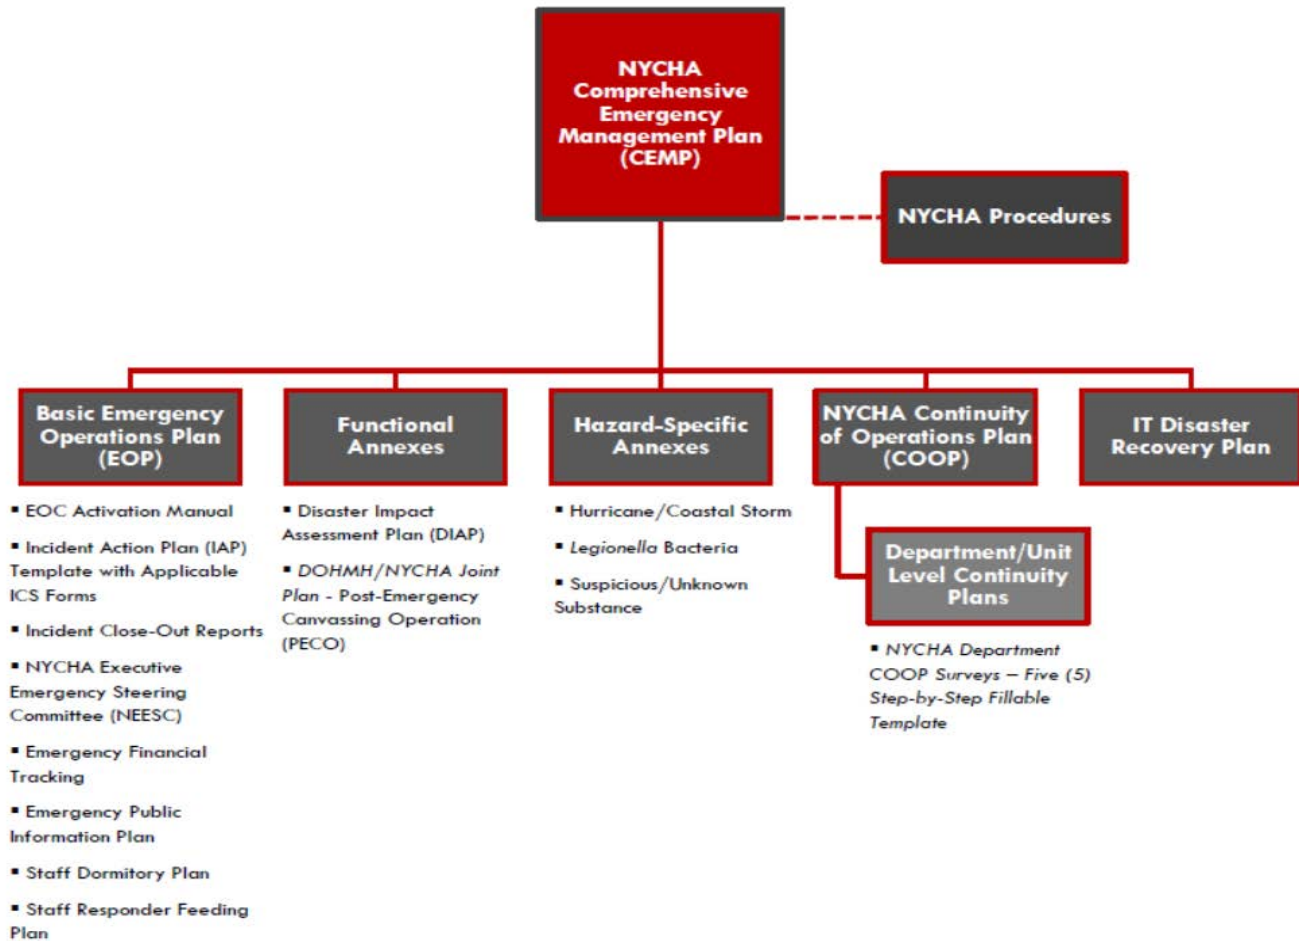 NYCHA
Comprehensive
Emergency
Management Plan
(CEMP)
NYCHA Procedures
Basic Emergency
Operations Plan
(EOP)
Functional
Annexes
Hazard-Specific
Annexes
NYCHA Continuity
of Operations Plan
(COOP)
IT Disaster
Recovery Plan
▪ EOC Activation Manual
▪ Incident Action Plan (IAP)
Template with Applicable
ICS Forms
▪ Incident Close-Out Reports
▪ NYCHA Executive
Emergency Steering
Committee (NEESC)
▪ Emergency Financial
Tracking
▪ Emergency Public
Information Plan
▪ Staff Dormitory Plan
▪ Staff Responder Feeding
Plan
▪ Disaster Impact
Assessment Plan (DIAP)
▪ DOHMH/NYCHA Joint
Plan - Post-Emergency
Canvassing Operation
(PECO)
▪ Hurricane/Coastal Storm
▪ Legionella Bacteria
▪ Suspicious/Unknown
Substance
Department/Unit
Level Continuity
Plans
▪ NYCHA Department
COOP Surveys – Five (5)
Step-by-Step Fillable
Template